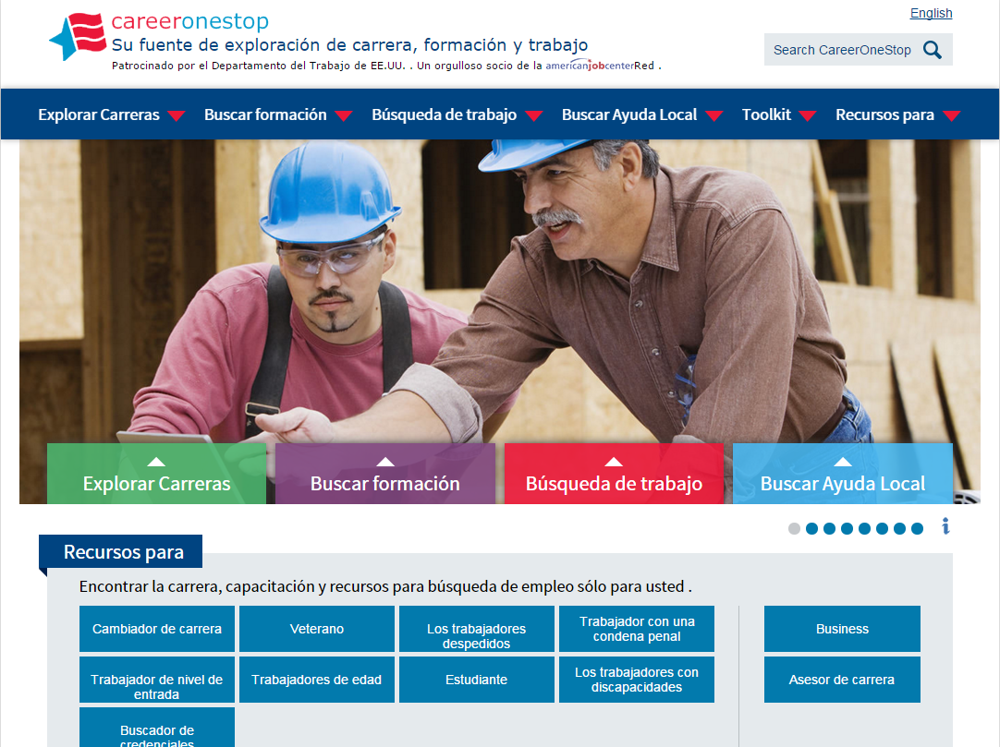 careeronestop
English
Su fuente de exploración de carrera, formación y trabajo
Search CareerOneStop
Patrocinado por el Departamento del Trabajo de EE.UU. . Un orgulloso socio de la americanjobcenterRed .
Explorar Carreras Buscar formación Búsqueda de trabajo Buscar Ayuda Local Toolkit Recursos para
Explorar Carreras Buscar formación Búsqueda de trabajo Buscar Ayuda Local
i
Recursos para
Encontrar la carrera, capacitación y recursos para búsqueda de empleo sólo para usted .
Cambiador de carrera
Veterano
Los trabajadores
despedidos
Trabajador con una
condena penal
Business
Trabajador de nivel de
entrada
Trabajadores de edad
Estudiante
Los trabajadores con
discapacidades
Asesor de carrera
Buscador de
credenciales